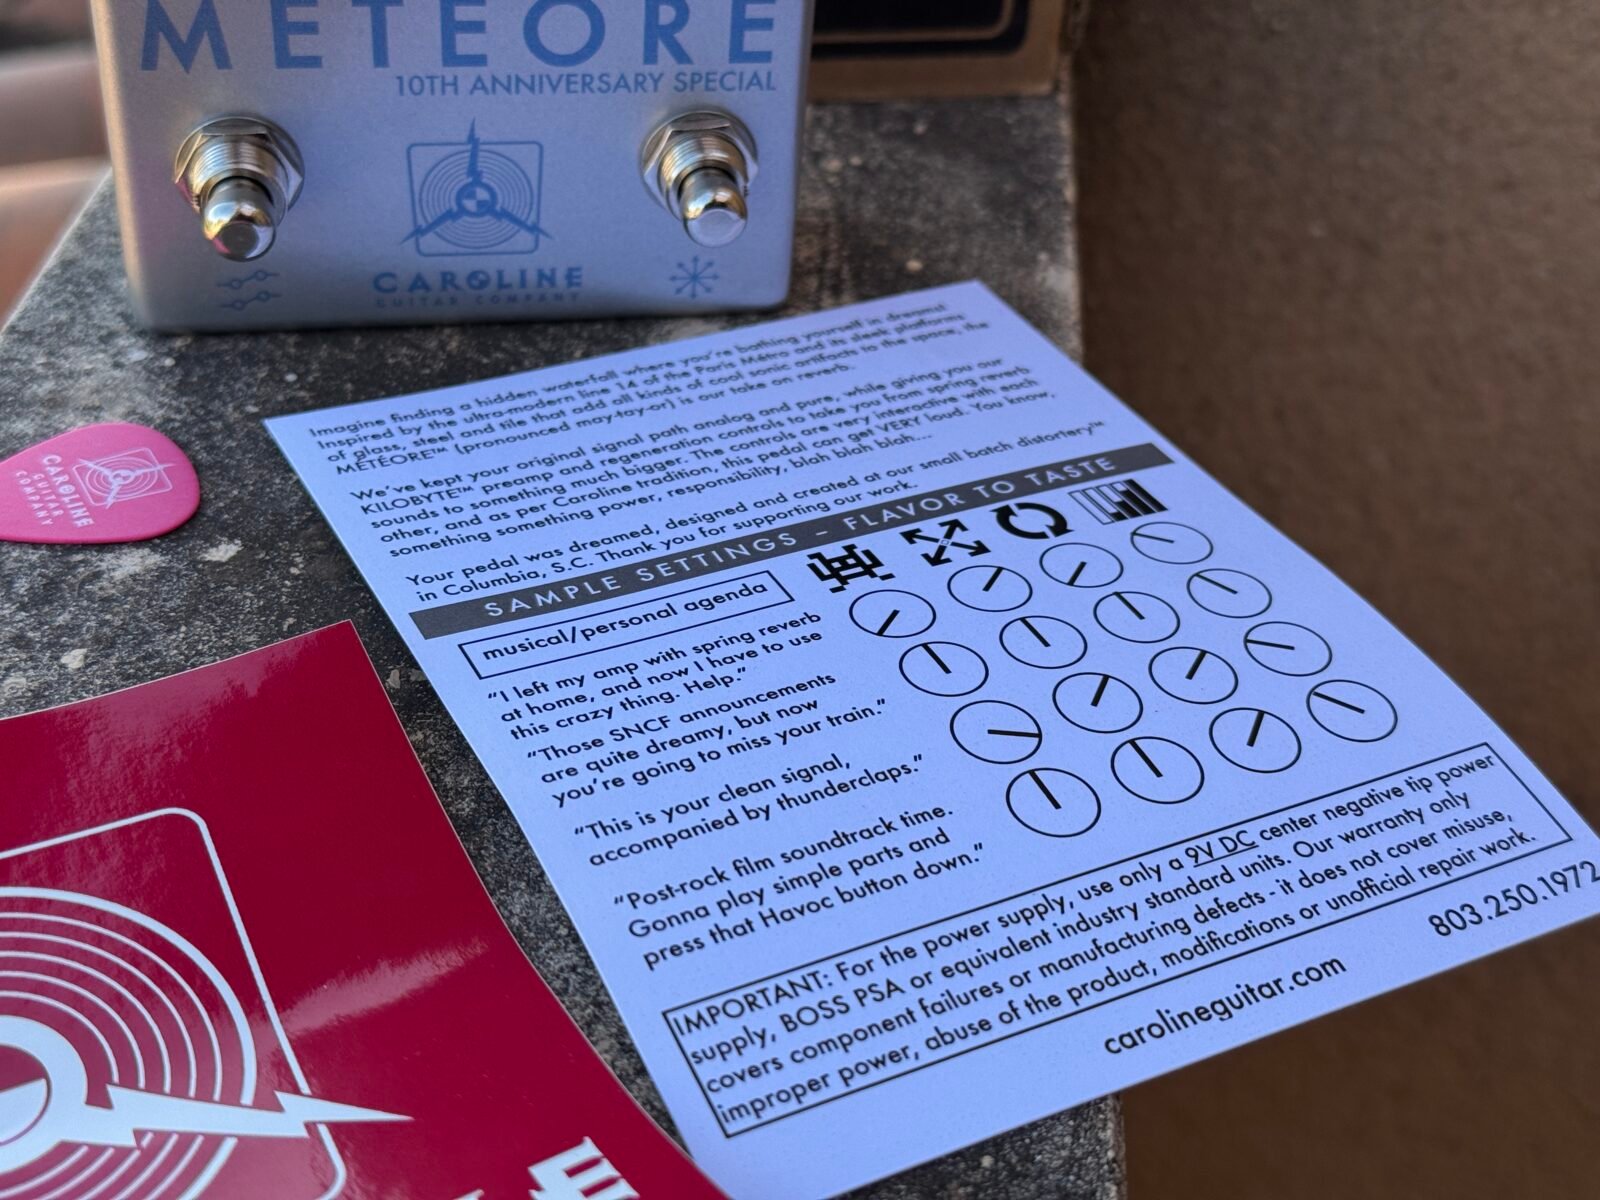 METEORE
10TH ANNIVERSARY SPECIAL
CAROLINE
GUITAR COMPANY
Imagine finding a hidden waterfall where you're bathing yourself in dreams!
Inspired by the ultra-modern line 14 of the Paris Métro and its sleek platforms
of glass, steel and tile that add all kinds of cool sonic artifacts to the space, the
MÉTÉORE™ (pronounced may-tay-or) is our take on reverb.
We've kept your original signal path analog and pure, while giving you our
KILOBYTE™ preamp and regeneration controls to take you from spring reverb
sounds to something much bigger. The controls are very interactive with each
other, and as per Caroline tradition, this pedal can get VERY loud. You know,
something something power, responsibility, blah blah blah...
Your pedal was dreamed, designed and created at our small batch distortery™
in Columbia, S.C. Thank you for supporting our work.
SAMPLE SETTINGS - FLAVOR TO TASTE
musical/personal agenda
"I left my amp with spring reverb
at home, and now I have to use
this crazy thing. Help."
"Those SNCF announcements
are quite dreamy, but now
you're going to miss your train."
"This is your clean signal,
accompanied by thunderclaps."
"Post-rock film soundtrack time.
Gonna play simple parts and
press that Havoc button down."
IMPORTANT: For the power supply, use only a 9V DC center negative tip power
supply, BOSS PSA or equivalent industry standard units. Our warranty only
covers component failures or manufacturing defects - it does not cover misuse,
improper power, abuse of the product, modifications or unofficial repair work.
carolineguitar.com
803.250.1972
CAROLINE
GUITAR
COMPANY